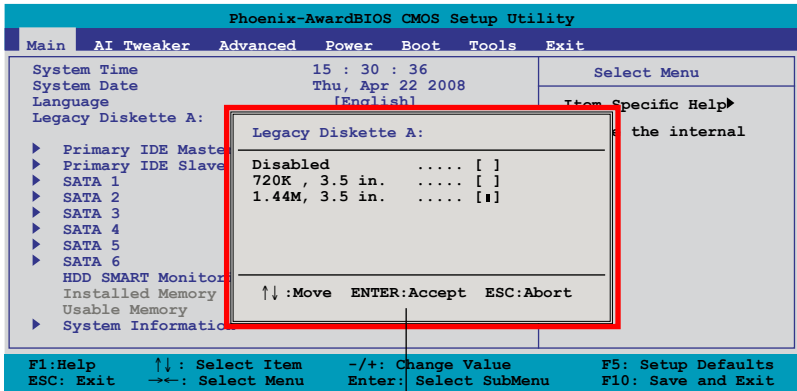 Phoenix-AwardBIOS CMOS Setup Utility
Main AI Tweaker Advanced Power Boot Tools Exit
System Time 15 : 30 : 36
System Date Thu, Apr 22 2008
Language [English]
Legacy Diskette A:
Primary IDE Master
Primary IDE Slave
SATA 1
SATA 2
SATA 3
SATA 4
SATA 5
SATA 6
HDD SMART Monitori
Installed Memory
Usable Memory
System Information
Select Menu
Item Specific Help
the internal
Legacy Diskette A:
Disabled ..... [ ]
720K , 3.5 in. ..... [ ]
1.44M, 3.5 in. ..... [▮]
↑↓ :Move ENTER:Accept ESC:Abort
F1:Help ↑↓ : Select Item -/+: Change Value F5: Setup Defaults
ESC: Exit →←: Select Menu Enter: Select SubMenu F10: Save and Exit